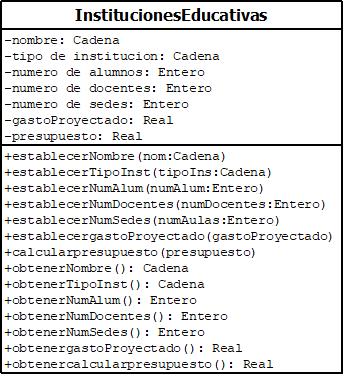 InstitucionesEducativas
-nombre: Cadena
-tipo de institucion: Cadena
-numero de alumnos: Entero
-numero de docentes: Entero
-numero de sedes: Entero
-gastoProyectado: Real
-presupuesto: Real
+establecerNombre(nom:Cadena)
+establecerTipoInst(tipoIns:Cadena)
+establecerNumAlum(numAlum:Entero)
+establecerNumDocentes(numDocentes:Entero)
+establecerNumSedes(numAulas:Entero)
+establecergastoProyectado(gastoProyectado)
+calcularpresupuesto(presupuesto)
+obtenerNombre(): Cadena
+obtenerTipoInst(): Cadena
+obtenerNumAlum(): Entero
+obtenerNumDocentes(): Entero
+obtenerNumSedes(): Entero
+obtenergastoProyectado(): Real
+obtenercalcularpresupuesto(): Real